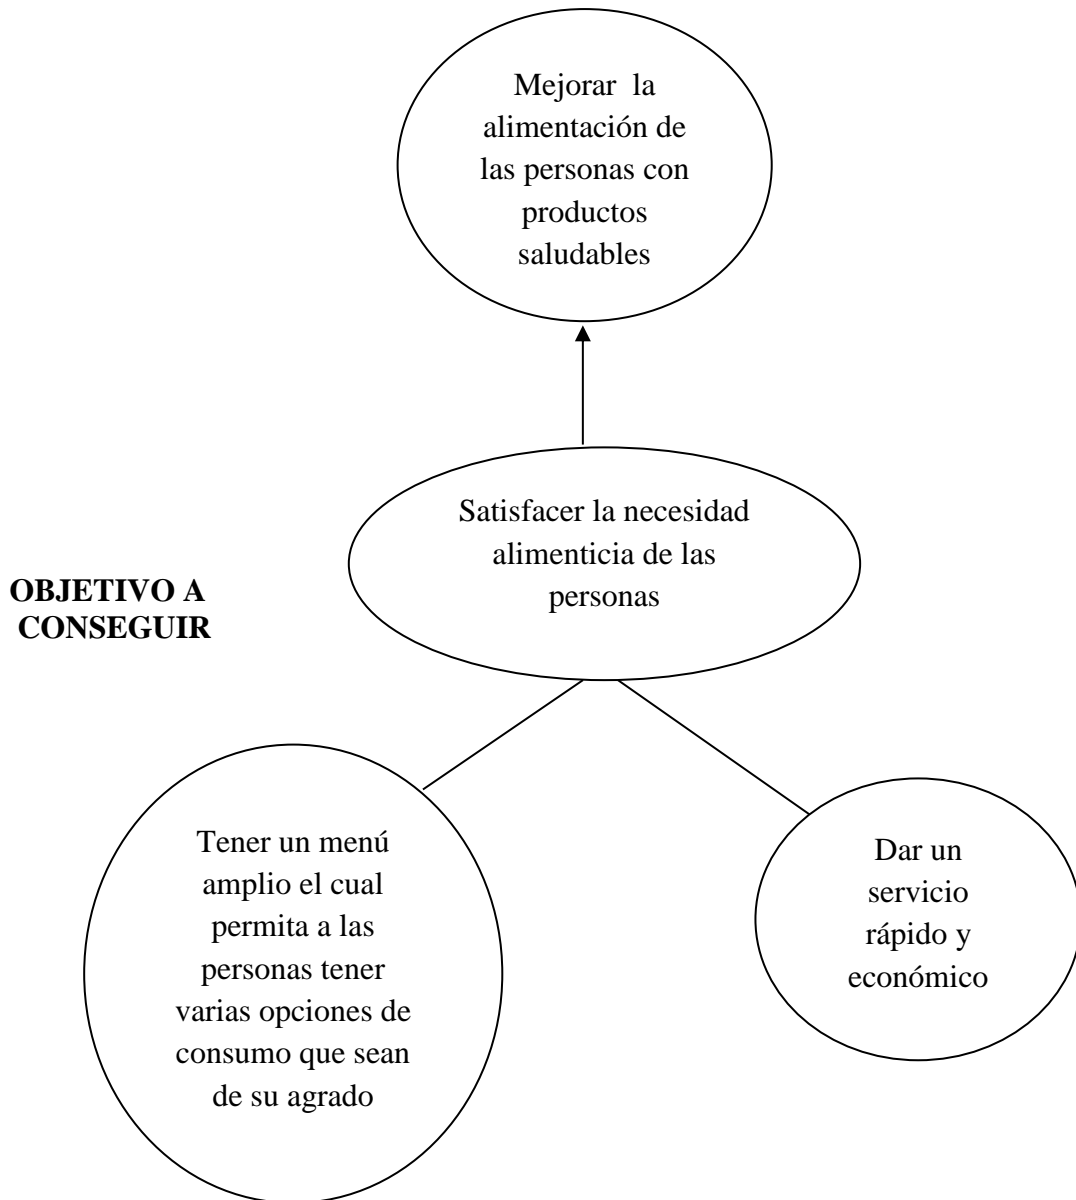 Mejorar la
alimentación de
las personas con
productos
saludables
Satisfacer la necesidad
alimenticia de las
personas
OBJETIVO A
CONSEGUIR
Tener un menú
amplio el cual
permita a las
personas tener
varias opciones de
consumo que sean
de su agrado
Dar un
servicio
rápido y
económico